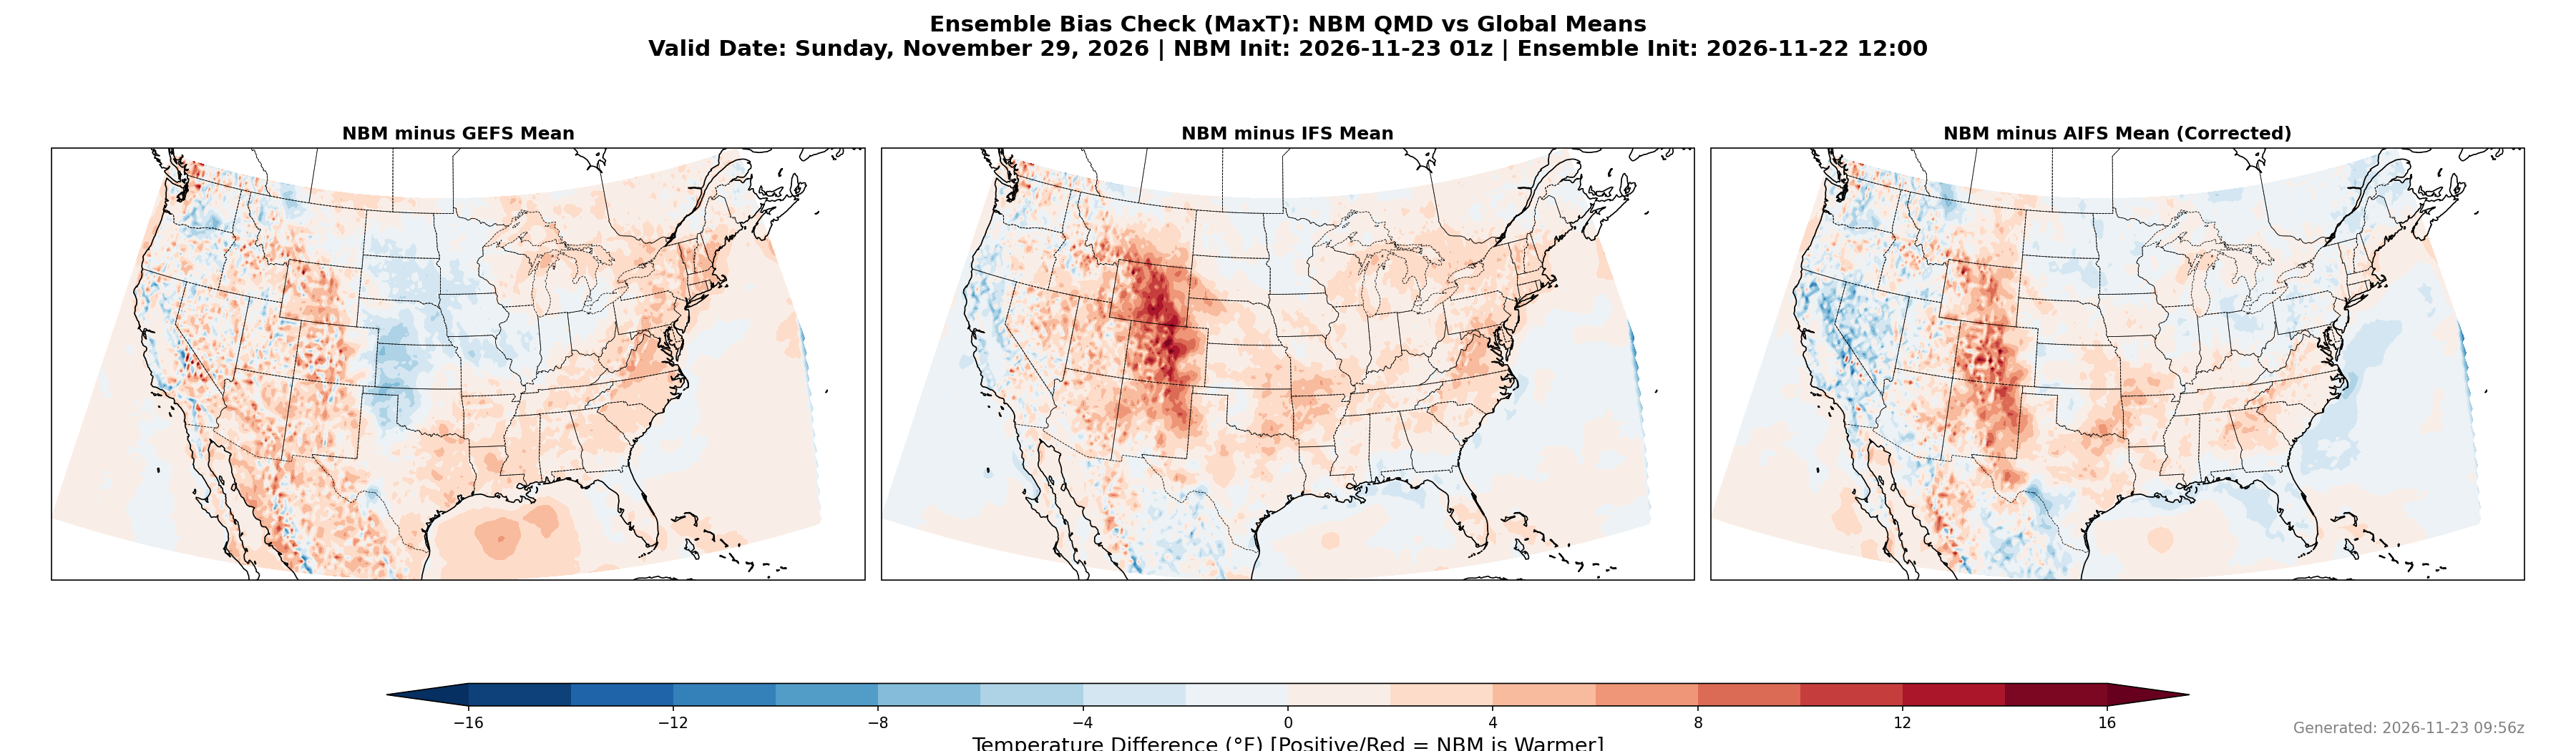 Ensemble Bias Check (MaxT): NBM QMD vs Global Means
Valid Date: Sunday, November 29, 2026 | NBM Init: 2026-11-23 01z | Ensemble Init: 2026-11-22 12:00
NBM minus GEFS Mean
NBM minus IFS Mean
NBM minus AIFS Mean (Corrected)
−16 −12 −8 −4 0 4 8 12 16
Temperature Difference (°F) [Positive/Red = NBM is Warmer]
Generated: 2026-11-23 09:56z